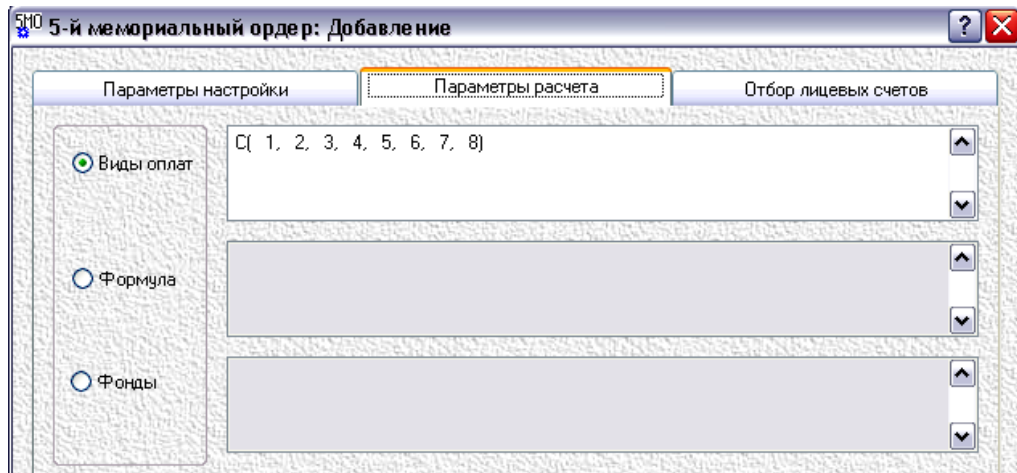 5МО 5-й мемориальный ордер: Добавление ?
Параметры настройки Параметры расчета Отбор лицевых счетов
Виды оплат С( 1, 2, 3, 4, 5, 6, 7, 8)
Формула
Фонды